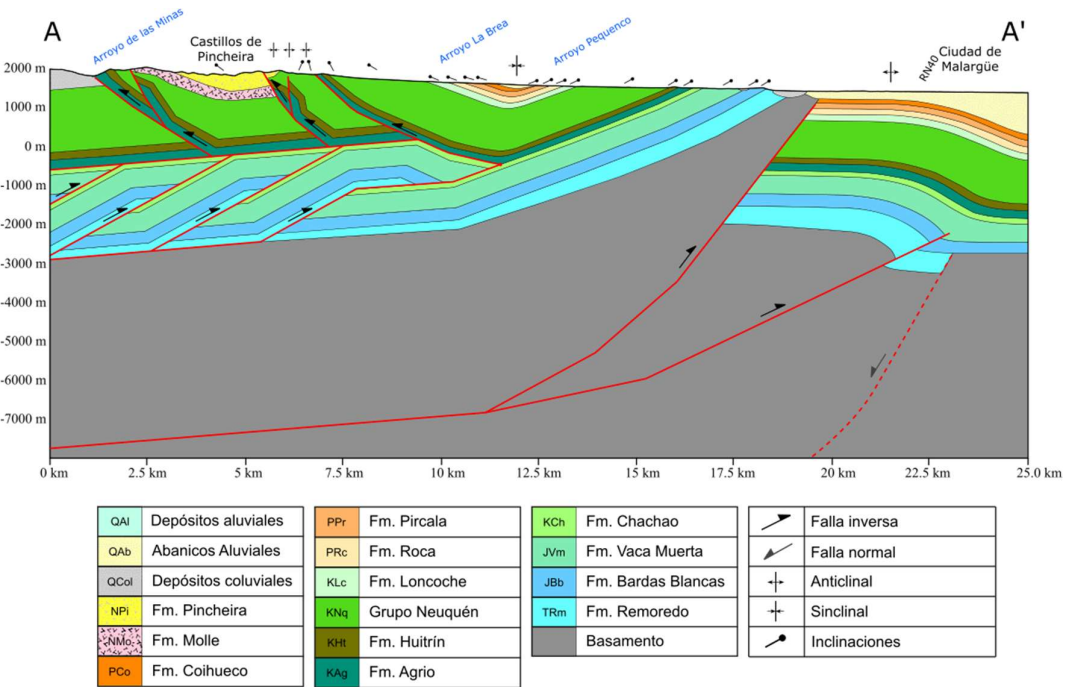 A
A'
Arroyo de las Minas
Castillos de
Pincheira
Arroyo La Brea
Arroyo Pequenco
RN40
Ciudad de
Malargüe
2000 m
1000 m
0 m
-1000 m
-2000 m
-3000 m
-4000 m
-5000 m
-6000 m
-7000 m
0 km
2.5 km
5 km
7.5 km
10 km
12.5 km
15 km
17.5 km
20 km
22.5 km
25.0 km
QAl Depósitos aluviales
QAb Abanicos Aluviales
QCol Depósitos coluviales
NPi Fm. Pincheira
NMo Fm. Molle
PCo Fm. Coihueco
PPr Fm. Pircala
PRc Fm. Roca
KLc Fm. Loncoche
KNq Grupo Neuquén
KHt Fm. Huitrín
KAg Fm. Agrio
KCh Fm. Chachao
JVm Fm. Vaca Muerta
JBb Fm. Bardas Blancas
TRm Fm. Remoredo
Basamento
Falla inversa
Falla normal
Anticlinal
Sinclinal
Inclinaciones